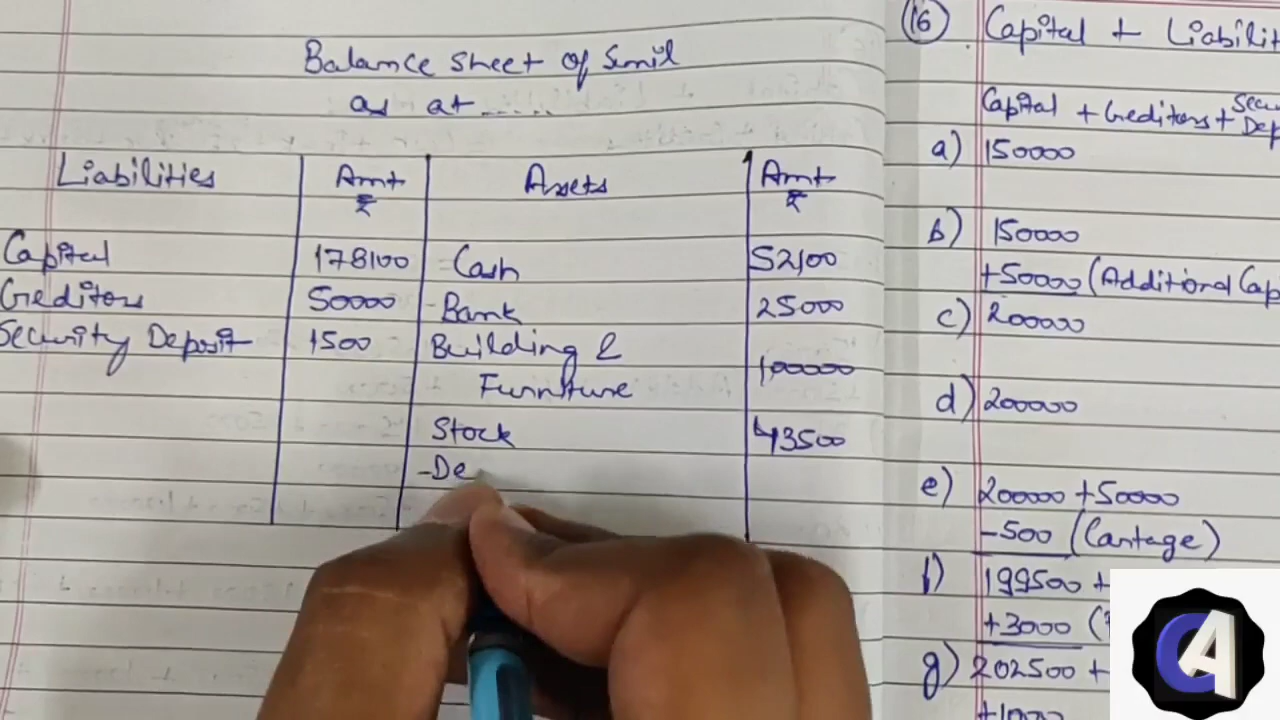 Balance Sheet of Sunil
as at ......
Liabilities Amt ₹ Assets Amt ₹
Capital 178100 Cash 52100
Creditors 50000 Bank 25000
Security Deposit 1500 Building &
Furniture 100000
Stock 43500
-De
(16) Capital + Liabilit
Capital + Creditors + Secu
Dep
a) 150000
b) 150000
+50000 (Additional Cap
c) 200000
d) 200000
e) 200000 + 50000
-500 (Cartage)
f) 199500 +
+3000 (
g) 202500 +
+1000
CA